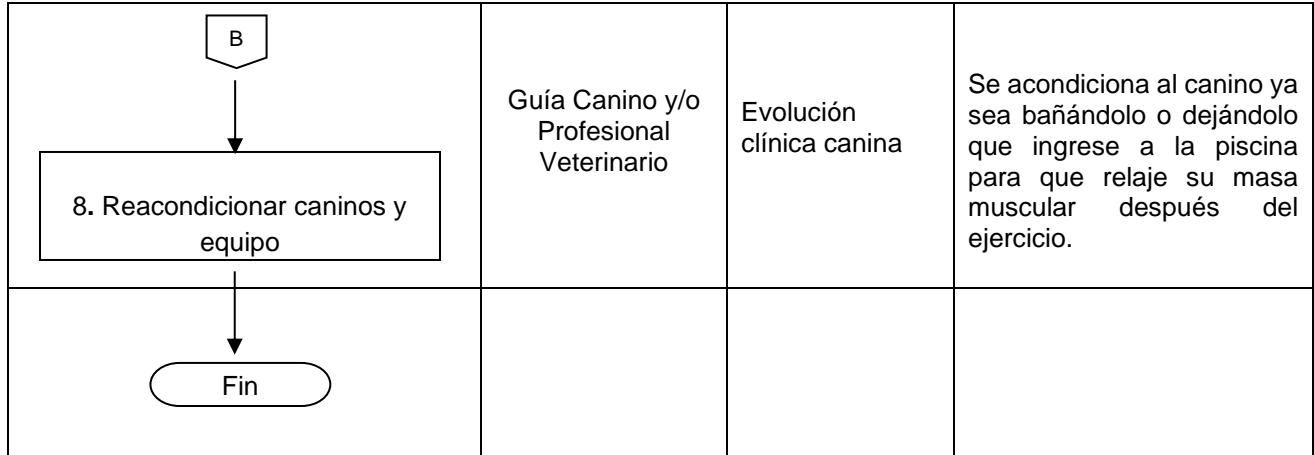 B
8. Reacondicionar caninos y
equipo
Guía Canino y/o
Profesional
Veterinario
Evolución
clínica canina
Se acondiciona al canino ya
sea bañándolo o dejándolo
que ingrese a la piscina
para que relaje su masa
muscular después del
ejercicio.
Fin